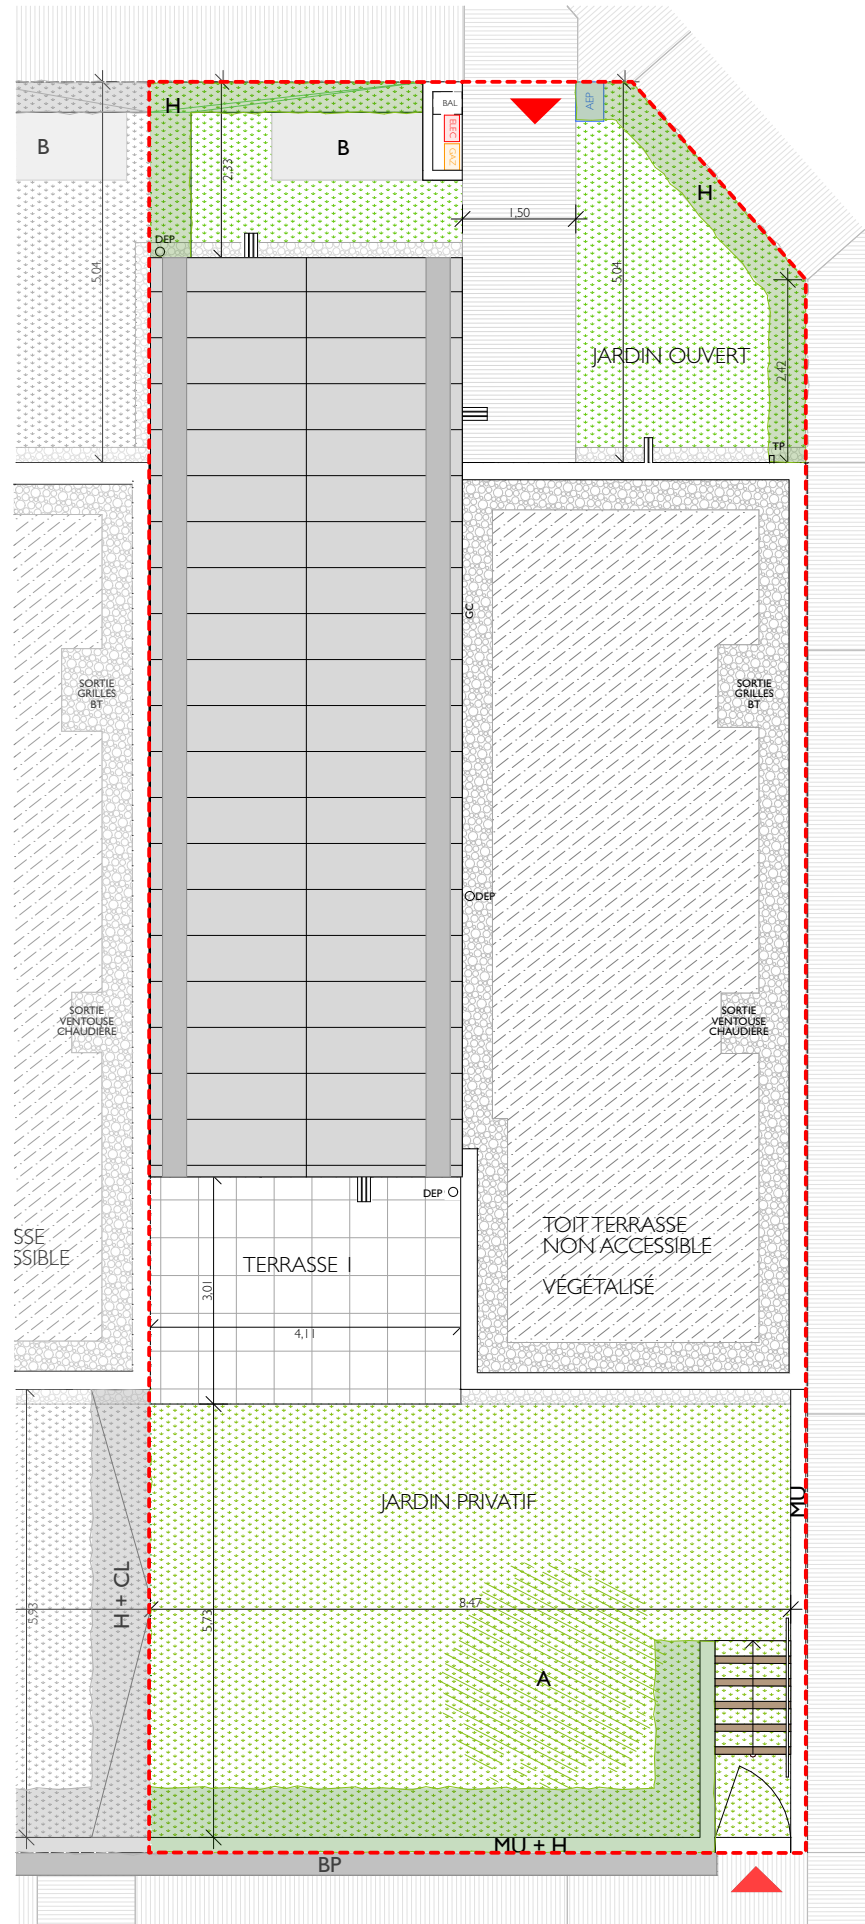 H
B
B
BAL
ELEC
GAZ
AEP
H
2,33
1,50
5,04
5,04
DEP
JARDIN OUVERT
2,42
TP
GC
SORTIE
GRILLES
BT
SORTIE
GRILLES
BT
DEP
SORTIE
VENTOUSE
CHAUDIÈRE
SORTIE
VENTOUSE
CHAUDIÈRE
DEP
SSE
SSIBLE
TERRASSE 1
TOIT TERRASSE
NON ACCESSIBLE
VÉGÉTALISÉ
3,01
4,11
JARDIN PRIVATIF
MU
H + CL
5,93
5,73
8,47
A
MU + H
BP